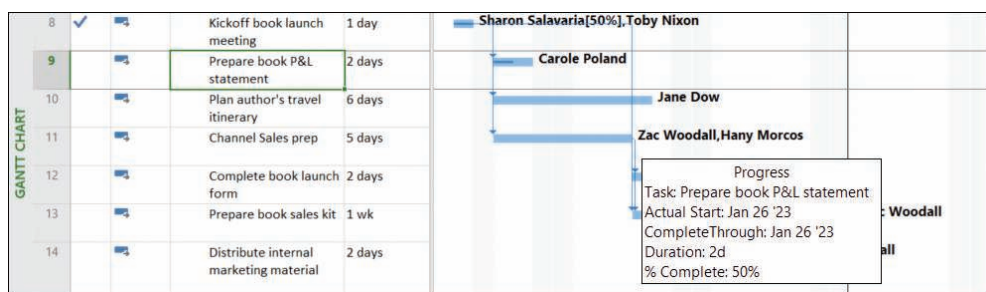 8 Kickoff book launch 1 day Sharon Salavaria[50%],Toby Nixon
meeting
9 Prepare book P&L 2 days Carole Poland
statement
10 Plan author's travel 6 days Jane Dow
itinerary
11 Channel Sales prep 5 days Zac Woodall,Hany Morcos
12 Complete book launch 2 days
form
13 Prepare book sales kit 1 wk Woodall
14 Distribute internal 2 days all
marketing material
GANTT CHART
Progress
Task: Prepare book P&L statement
Actual Start: Jan 26 '23
CompleteThrough: Jan 26 '23
Duration: 2d
% Complete: 50%